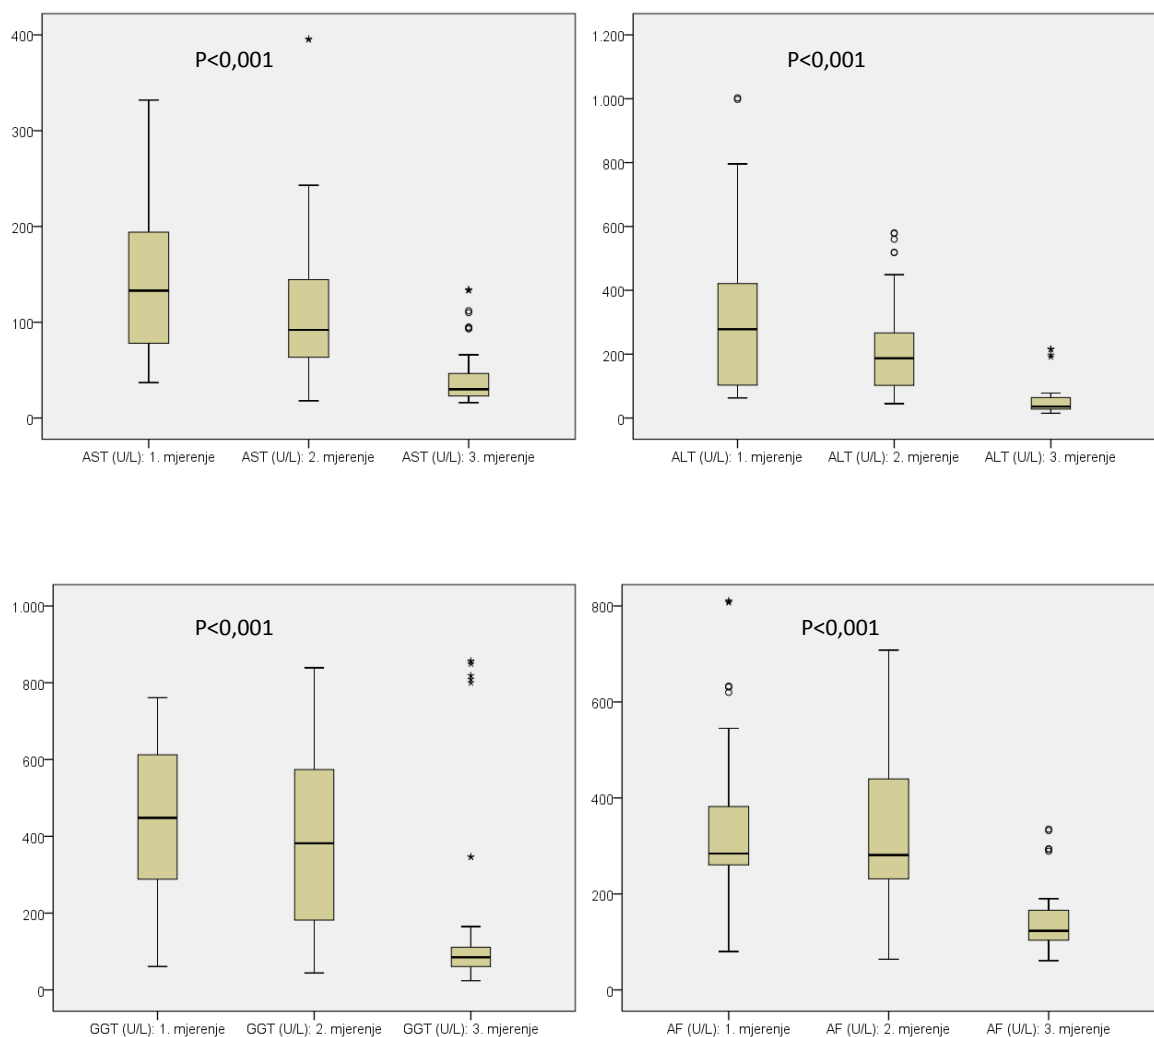 400
P<0,001
300
200
100
0
AST (U/L): 1. mjerenje AST (U/L): 2. mjerenje AST (U/L): 3. mjerenje
1.200
P<0,001
1.000
800
600
400
200
0
ALT (U/L): 1. mjerenje ALT (U/L): 2. mjerenje ALT (U/L): 3. mjerenje
1.000
P<0,001
800
600
400
200
0
GGT (U/L): 1. mjerenje GGT (U/L): 2. mjerenje GGT (U/L): 3. mjerenje
800
P<0,001
600
400
200
0
AF (U/L): 1. mjerenje AF (U/L): 2. mjerenje AF (U/L): 3. mjerenje